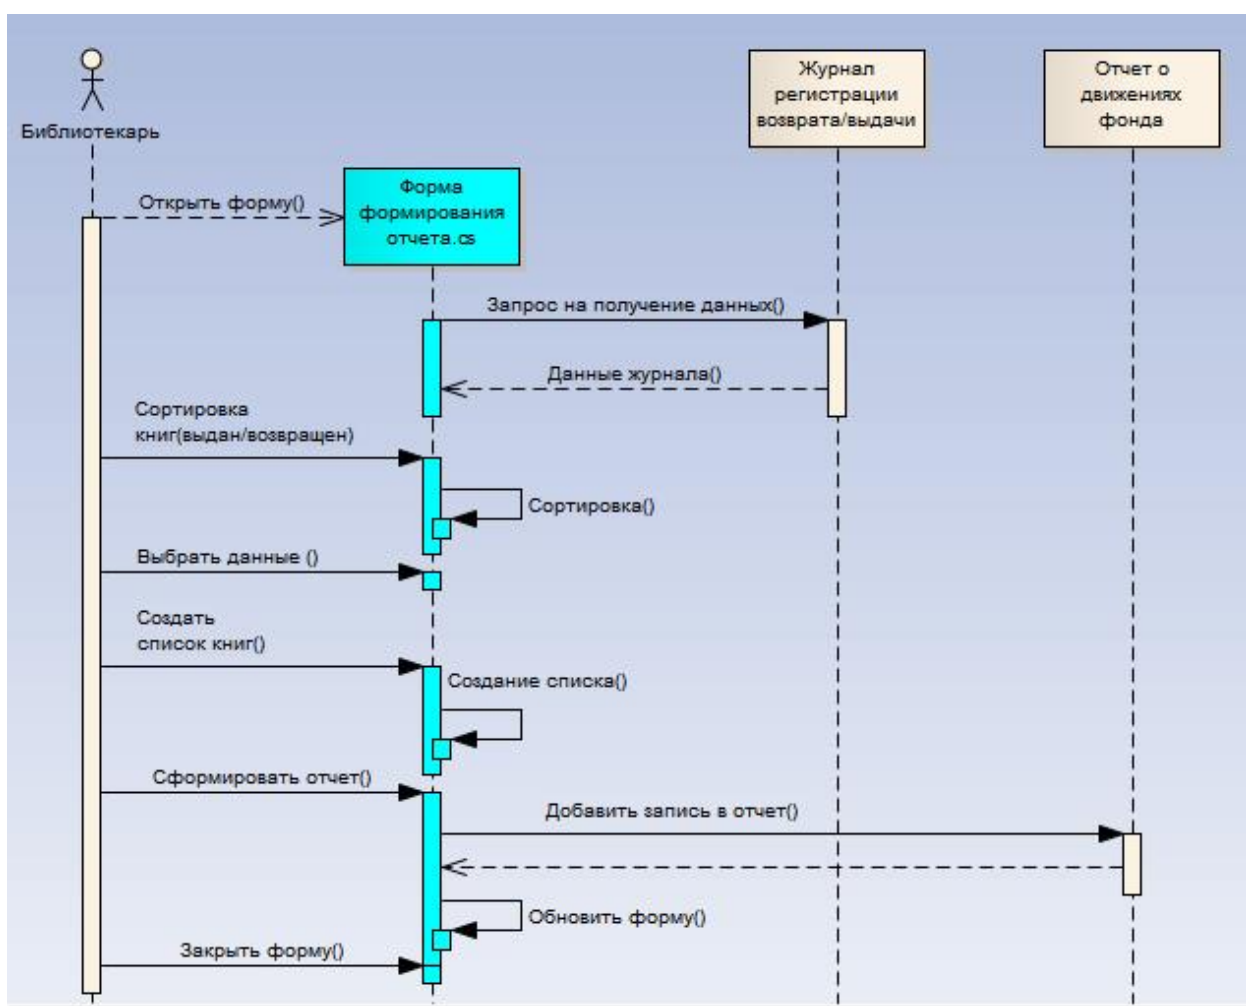 Журнал
регистрации
возврата/выдачи
Отчет о
движениях
фонда
Библиотекарь
Форма
формирования
отчета.cs
Открыть форму()
Запрос на получение данных()
Данные журнала()
Сортировка
книг(выдан/возвращен)
Сортировка()
Выбрать данные ()
Создать
список книг()
Создание списка()
Сформировать отчет()
Добавить запись в отчет()
Обновить форму()
Закрыть форму()